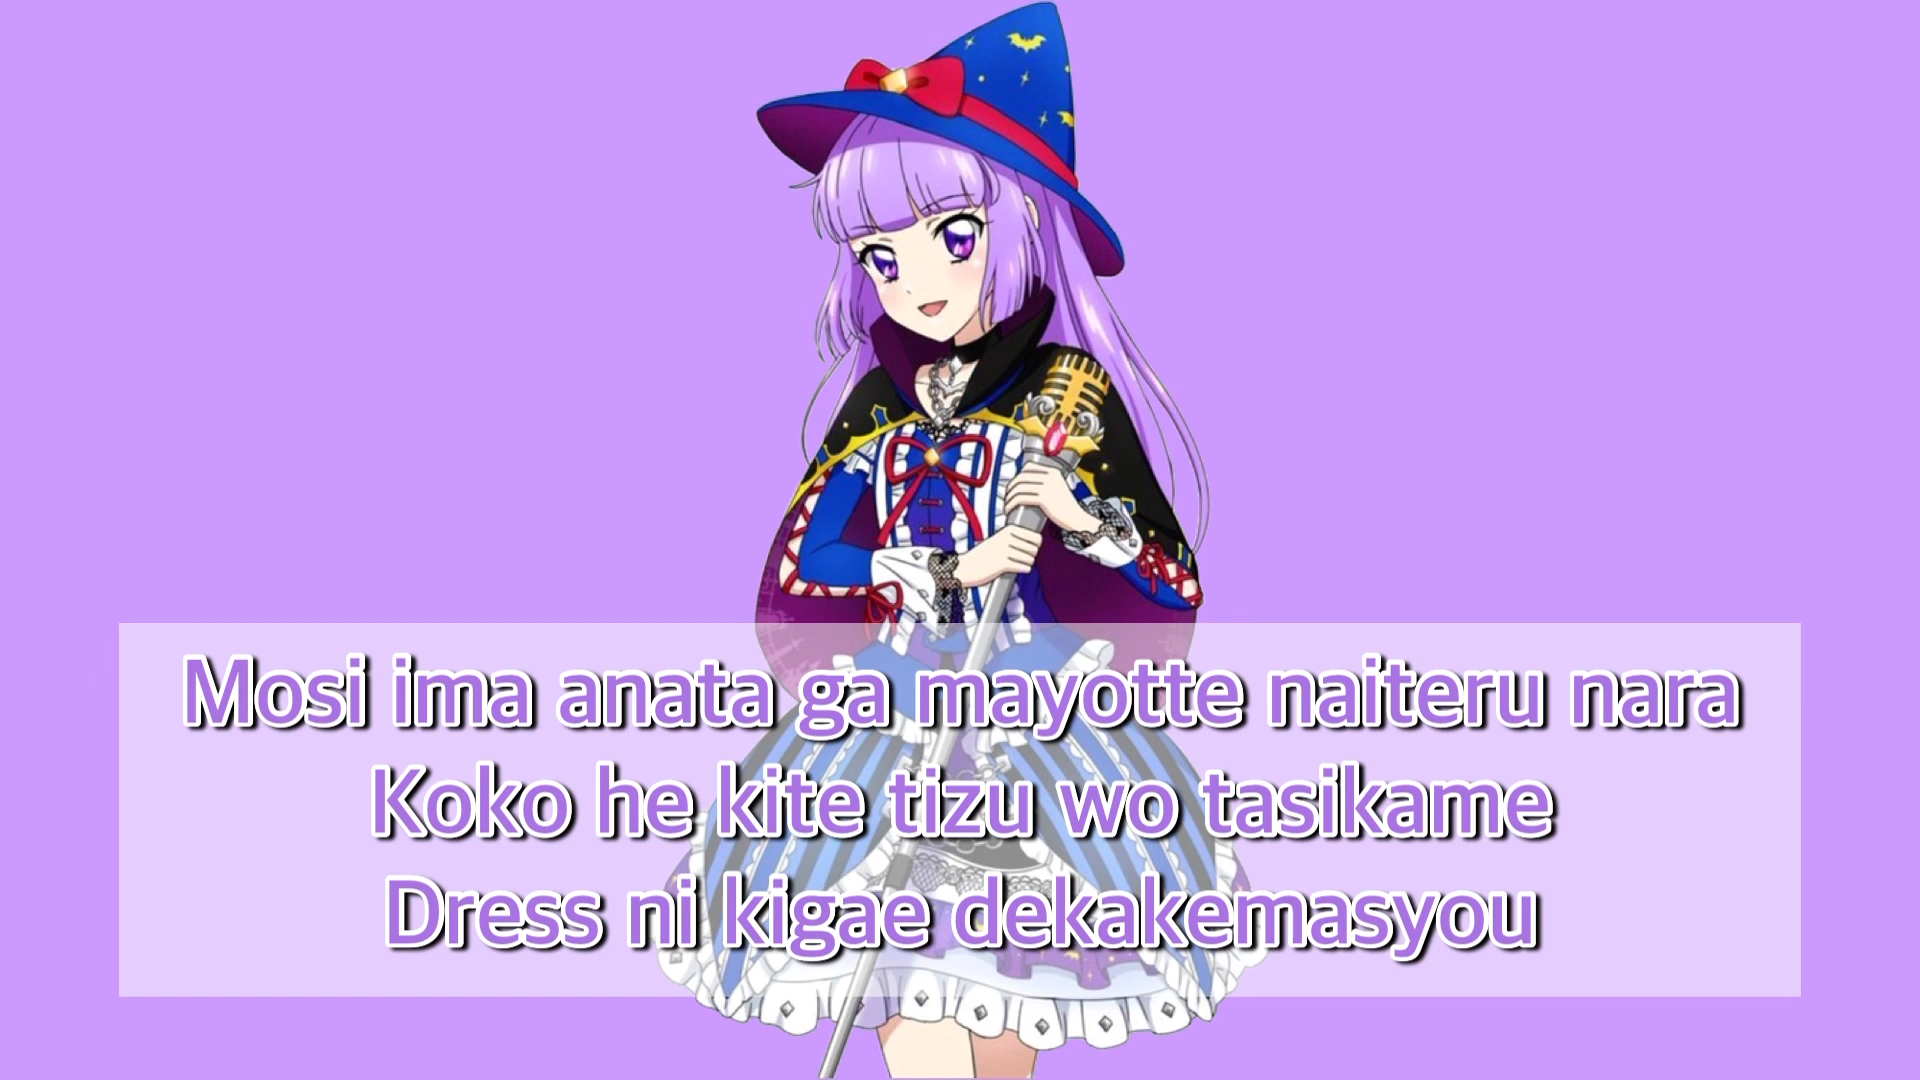 Mosi ima anata ga mayotte naiteru nara
Koko he kite tizu wo tasikame
Dress ni kigae dekakemasyou